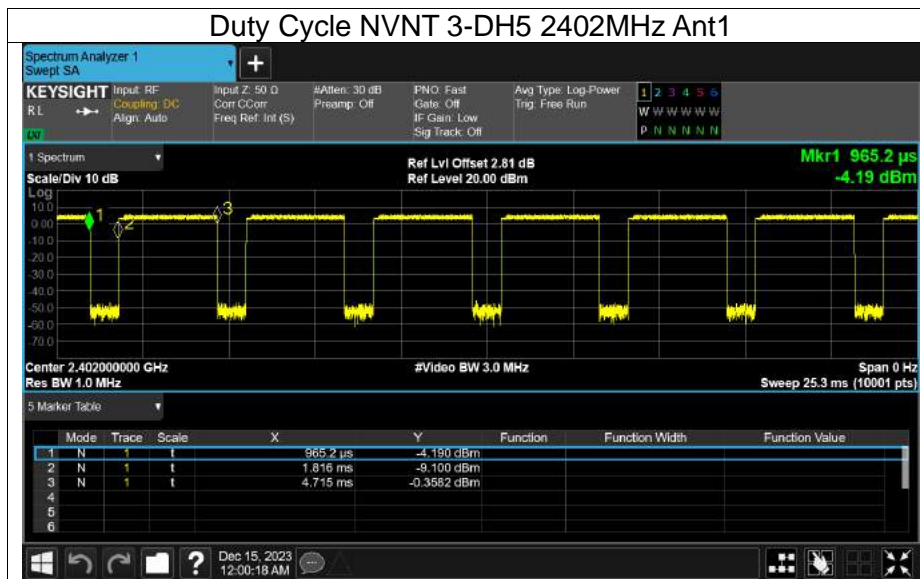 Duty Cycle NVNT 3-DH5 2402MHz Ant1
Spectrum Analyzer 1
Swept SA
+
KEYSIGHT Input: RF Input Z: 50 Ω #Atten: 30 dB PNO: Fast Avg Type: Log-Power 1 2 3 4 5 6
RL Coupling: DC Corr CCorr Preamp: Off Gate: Off Trig: Free Run W W W W W W
Align: Auto Freq Ref: Int (S) IF Gain: Low P N N N N N
LXI Sig Track: Off
1 Spectrum Ref Lvl Offset 2.81 dB Mkr1 965.2 µs
Scale/Div 10 dB Ref Level 20.00 dBm -4.19 dBm
Log
10.0
0.00
-10.0
-20.0
-30.0
-40.0
-50.0
-60.0
-70.0
1
2
3
Center 2.402000000 GHz #Video BW 3.0 MHz Span 0 Hz
Res BW 1.0 MHz Sweep 25.3 ms (10001 pts)
5 Marker Table
Mode Trace Scale X Y Function Function Width Function Value
1 N 1 t 965.2 µs -4.190 dBm
2 N 1 t 1.816 ms -9.100 dBm
3 N 1 t 4.715 ms -0.3582 dBm
4
5
6
? Dec 15, 2023
12:00:18 AM